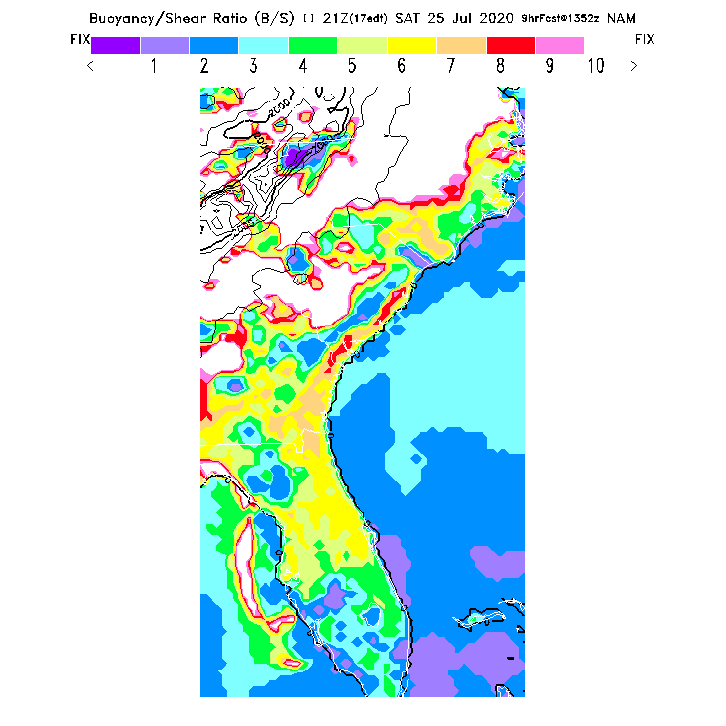 Buoyancy/Shear Ratio (B/S) [] 21Z(17edt) SAT 25 Jul 2020 9hrFcst@1352z NAM
FIX FIX
< 1 2 3 4 5 6 7 8 9 10 >
2000